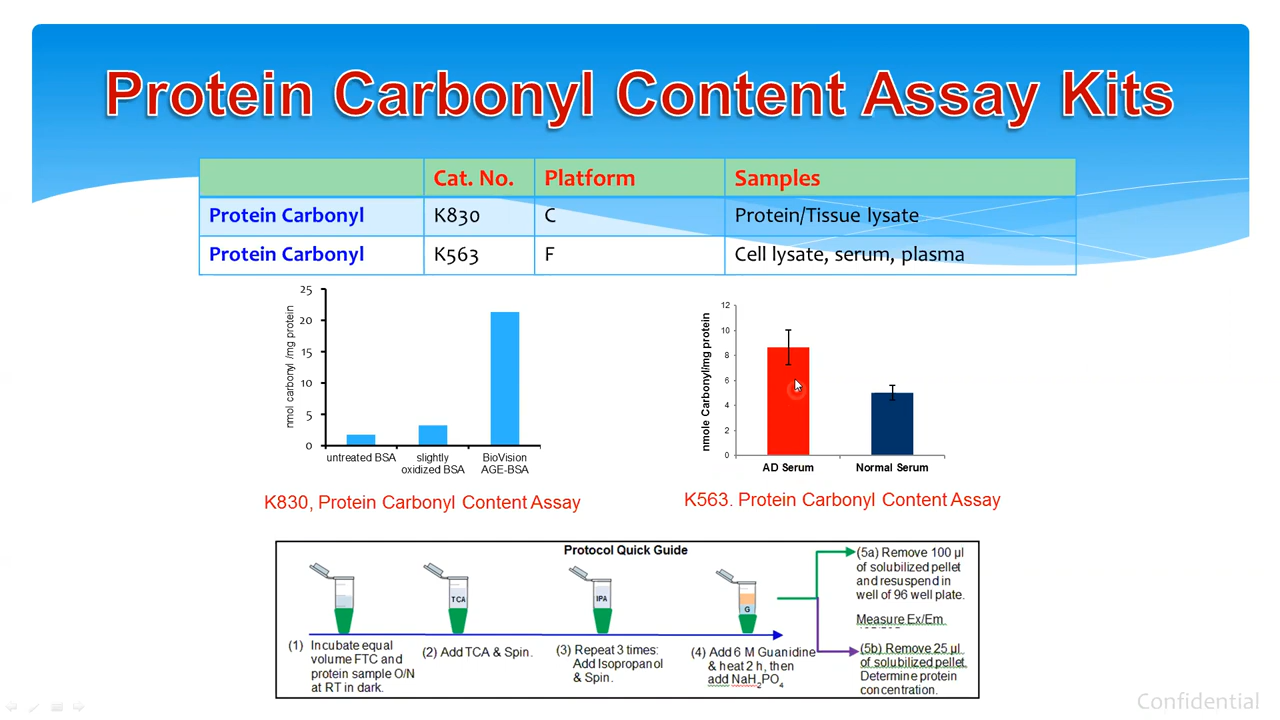 Protein Carbonyl Content Assay Kits
Cat. No. Platform Samples
Protein Carbonyl K830 C Protein/Tissue lysate
Protein Carbonyl K563 F Cell lysate, serum, plasma
nmol carbonyl /mg protein
25
20
15
10
5
0
untreated BSA
slightly
oxidized BSA
BioVision
AGE-BSA
K830, Protein Carbonyl Content Assay
nmole Carbonyl/mg protein
12
10
8
6
4
2
0
AD Serum
Normal Serum
K563. Protein Carbonyl Content Assay
Protocol Quick Guide
TCA
IPA
G
(1) Incubate equal
volume FTC and
protein sample O/N
at RT in dark.
(2) Add TCA & Spin.
(3) Repeat 3 times:
Add Isopropanol
& Spin.
(4) Add 6 M Guanidine
& heat 2 h, then
add NaH2PO4
(5a) Remove 100 µl
of solubilized pellet
and resuspend in
well of 96 well plate.
Measure Ex/Em
(5b) Remove 25 µl
of solubilized pellet.
Determine protein
concentration.
Confidential